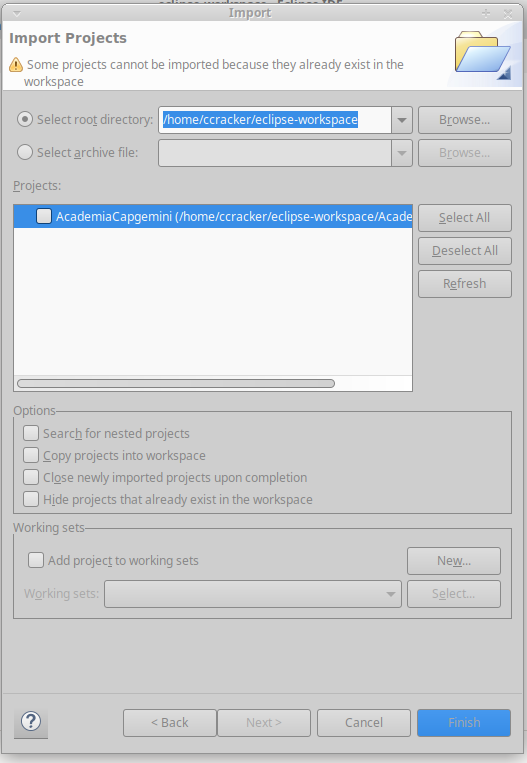 Import
Import Projects
Some projects cannot be imported because they already exist in the
workspace
Select root directory:
/home/ccracker/eclipse-workspace
Browse...
Select archive file:
Browse...
Projects:
AcademiaCapgemini (/home/ccracker/eclipse-workspace/Acade
Select All
Deselect All
Refresh
Options
Search for nested projects
Copy projects into workspace
Close newly imported projects upon completion
Hide projects that already exist in the workspace
Working sets
Add project to working sets
New...
Working sets:
Select...
?
< Back
Next >
Cancel
Finish